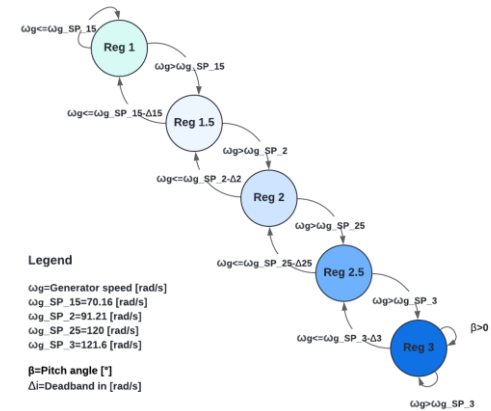 ωg<=ωg_SP_15
Reg 1
ωg>ωg_SP_15
ωg<=ωg_SP_15-Δ15
Reg 1.5
ωg>ωg_SP_2
ωg<=ωg_SP_2-Δ2
Reg 2
ωg>ωg_SP_25
ωg<=ωg_SP_25-Δ25
Reg 2.5
ωg>ωg_SP_3
ωg<=ωg_SP_3-Δ3
Reg 3
β>0
ωg>ωg_SP_3
Legend
ωg=Generator speed [rad/s]
ωg_SP_15=70.16 [rad/s]
ωg_SP_2=91.21 [rad/s]
ωg_SP_25=120 [rad/s]
ωg_SP_3=121.6 [rad/s]
β=Pitch angle [°]
Δi=Deadband in [rad/s]